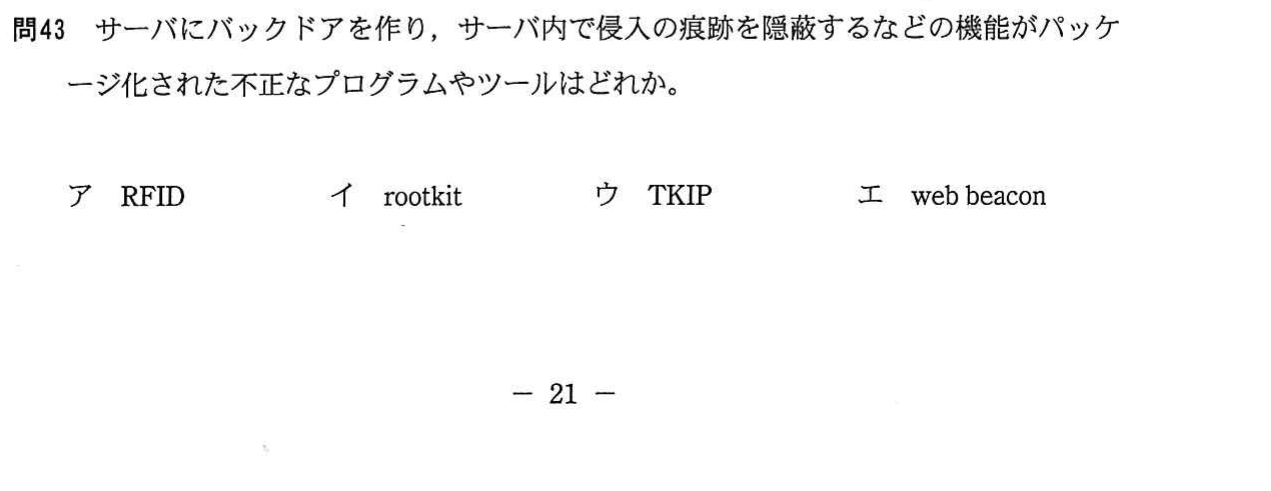 問43　サーバにバックドアを作り，サーバ内で侵入の痕跡を隠蔽するなどの機能がパッケ
ージ化された不正なプログラムやツールはどれか。
ア　RFID　イ　rootkit　ウ　TKIP　エ　web beacon
－ 21 －